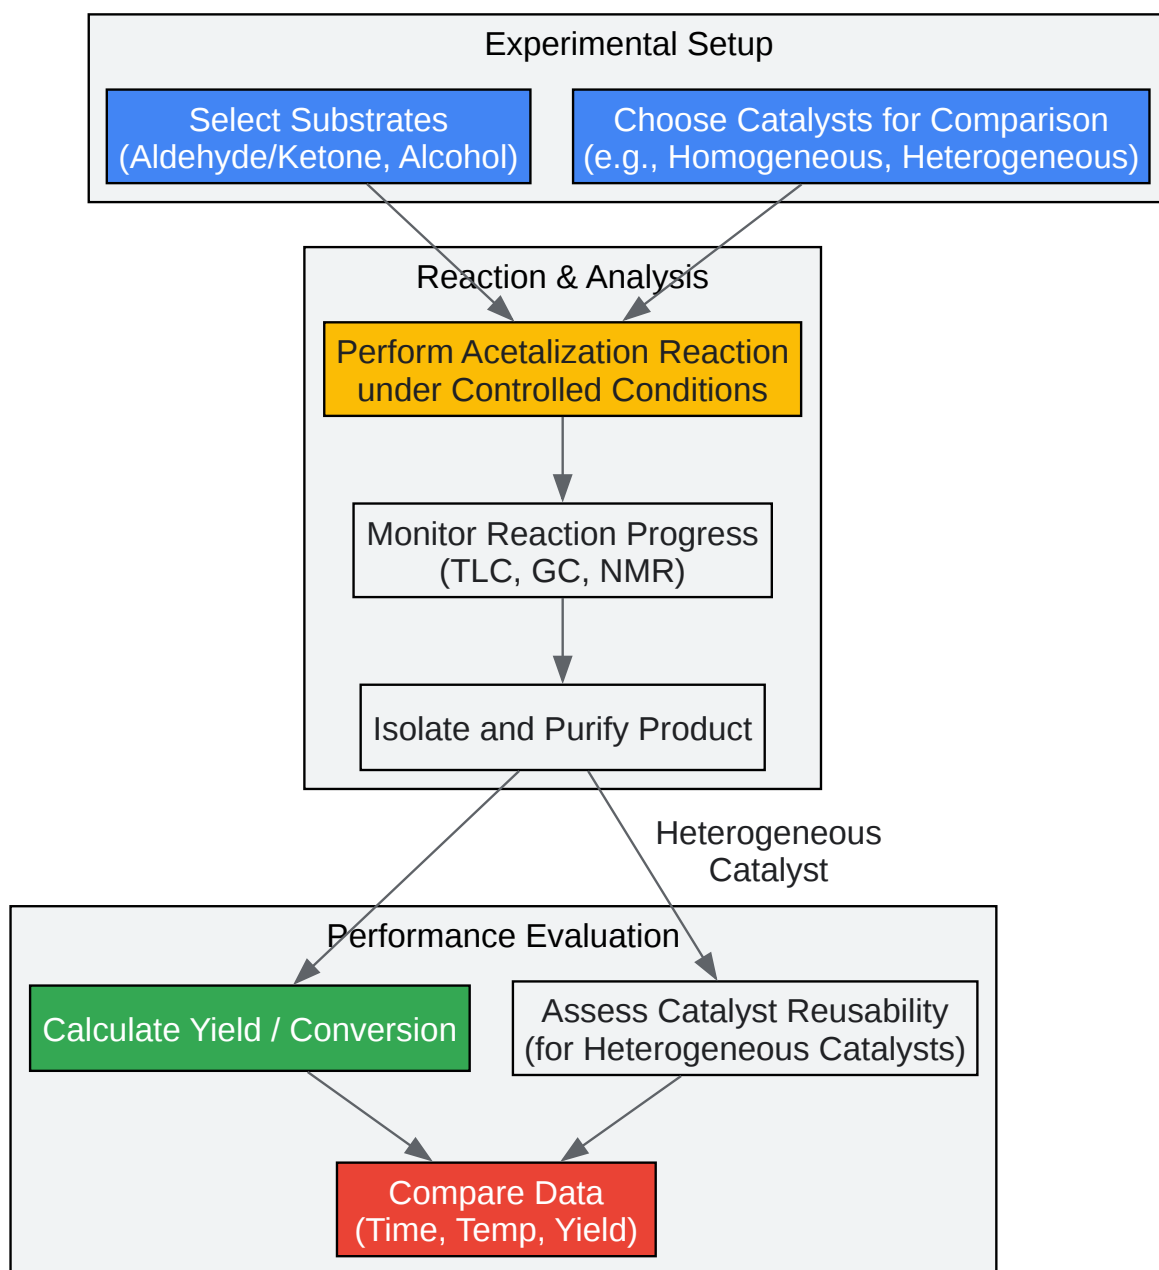 Experimental Setup
Select Substrates
(Aldehyde/Ketone, Alcohol)
Choose Catalysts for Comparison
(e.g., Homogeneous, Heterogeneous)
Reaction & Analysis
Perform Acetalization Reaction
under Controlled Conditions
Monitor Reaction Progress
(TLC, GC, NMR)
Isolate and Purify Product
Heterogeneous
Catalyst
Performance Evaluation
Calculate Yield / Conversion
Assess Catalyst Reusability
(for Heterogeneous Catalysts)
Compare Data
(Time, Temp, Yield)